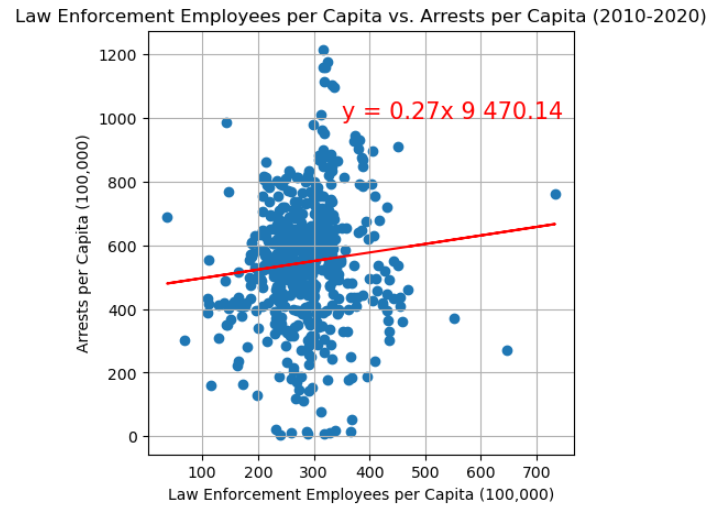 Law Enforcement Employees per Capita vs. Arrests per Capita (2010-2020)
1200
1000
800
600
400
200
0
Arrests per Capita (100,000)
y = 0.27x 9 470.14
100 200 300 400 500 600 700
Law Enforcement Employees per Capita (100,000)